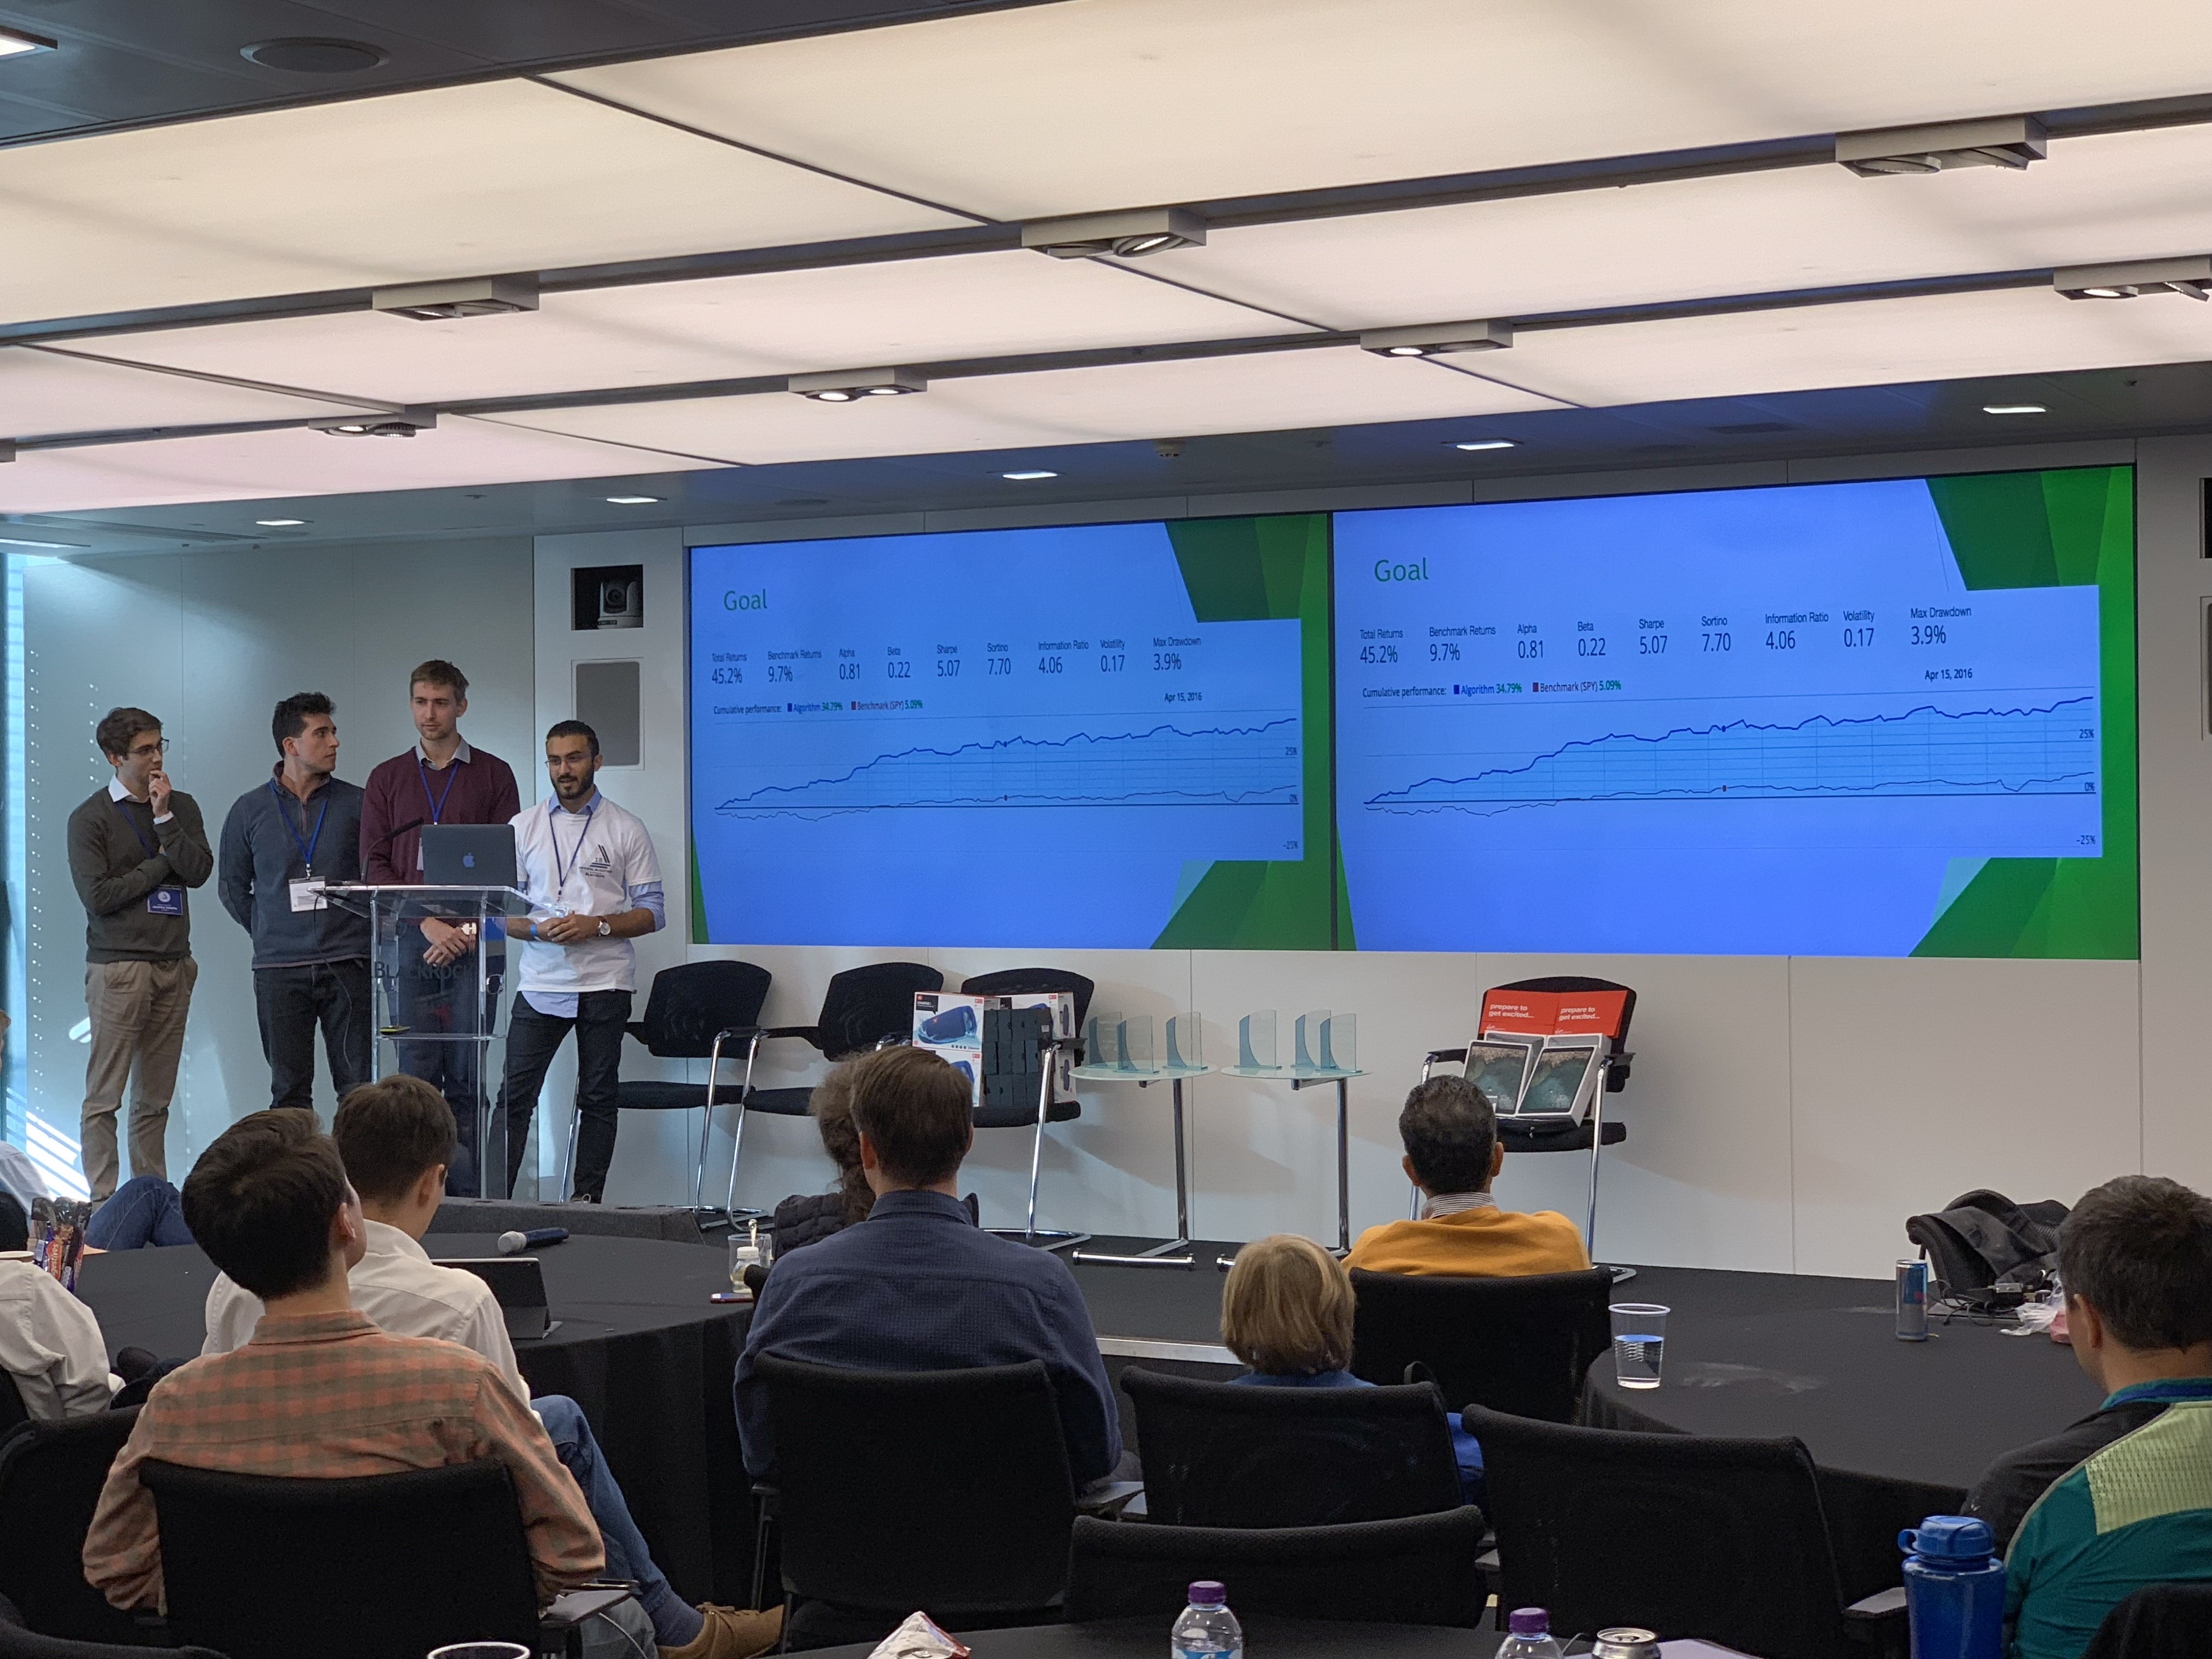 Goal
Total Returns Benchmark Returns Alpha Beta Sharpe Sortino Information Ratio Volatility Max Drawdown
45.2% 9.7% 0.81 0.22 5.07 7.70 4.06 0.17 3.9%
Apr 15, 2016
Cumulative performance: Algorithm 34.79% Benchmark (SPY) 5.09%
25%
0%
-25%
Goal
Total Returns Benchmark Returns Alpha Beta Sharpe Sortino Information Ratio Volatility Max Drawdown
45.2% 9.7% 0.81 0.22 5.07 7.70 4.06 0.17 3.9%
Apr 15, 2016
Cumulative performance: Algorithm 34.79% Benchmark (SPY) 5.09%
25%
0%
-25%
BLACKROCK
prepare to
get excited...
prepare to
get excited...